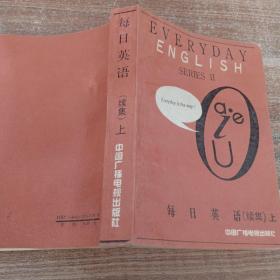 EVERYDAY
ENGLISH
SERIES II
Everyday is this way!
a·e
i
U
O
每日英语(续集)上
中国广播电视出版社
每日英语
(续集)
上
中国广播电视出版社